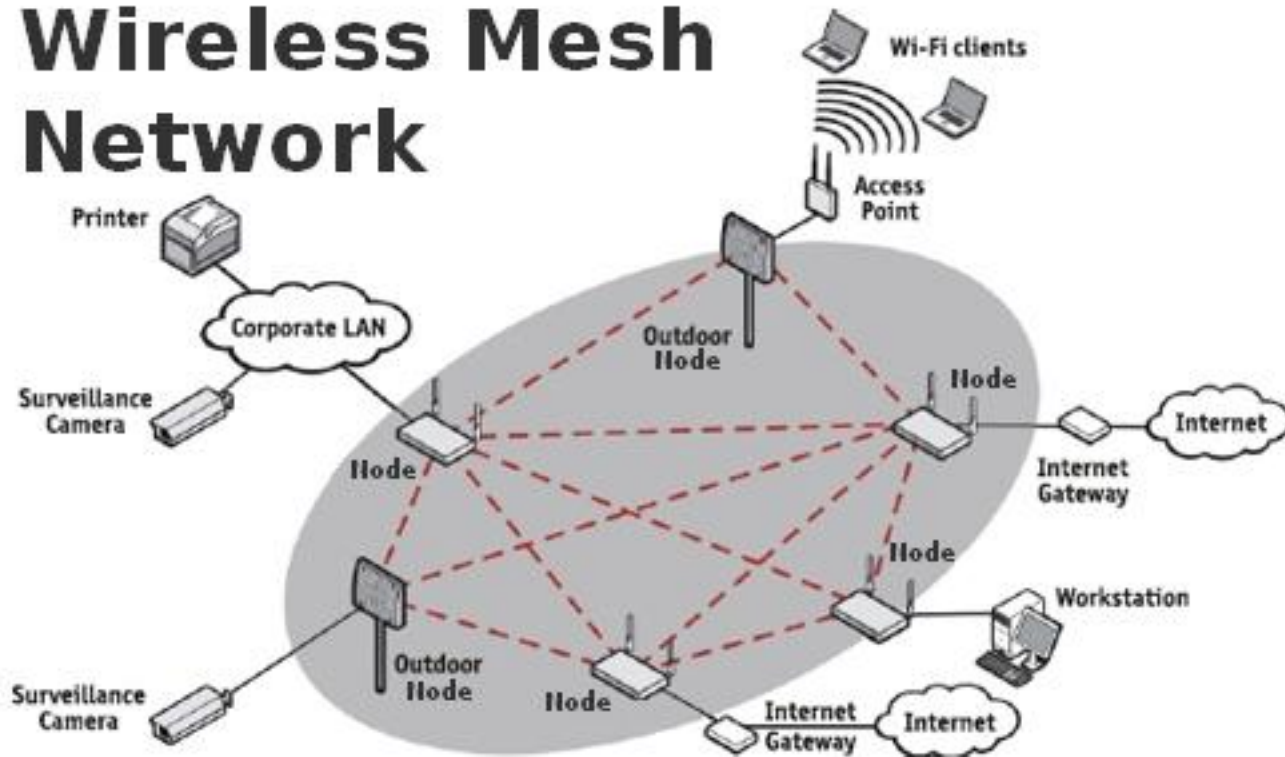 Wireless Mesh
Network
Wi-Fi clients
Access
Point
Printer
Corporate LAN
Outdoor
Node
Surveillance
Camera
Node
Node
Internet
Internet
Gateway
Node
Workstation
Outdoor
Node
Node
Surveillance
Camera
Internet
Gateway
Internet